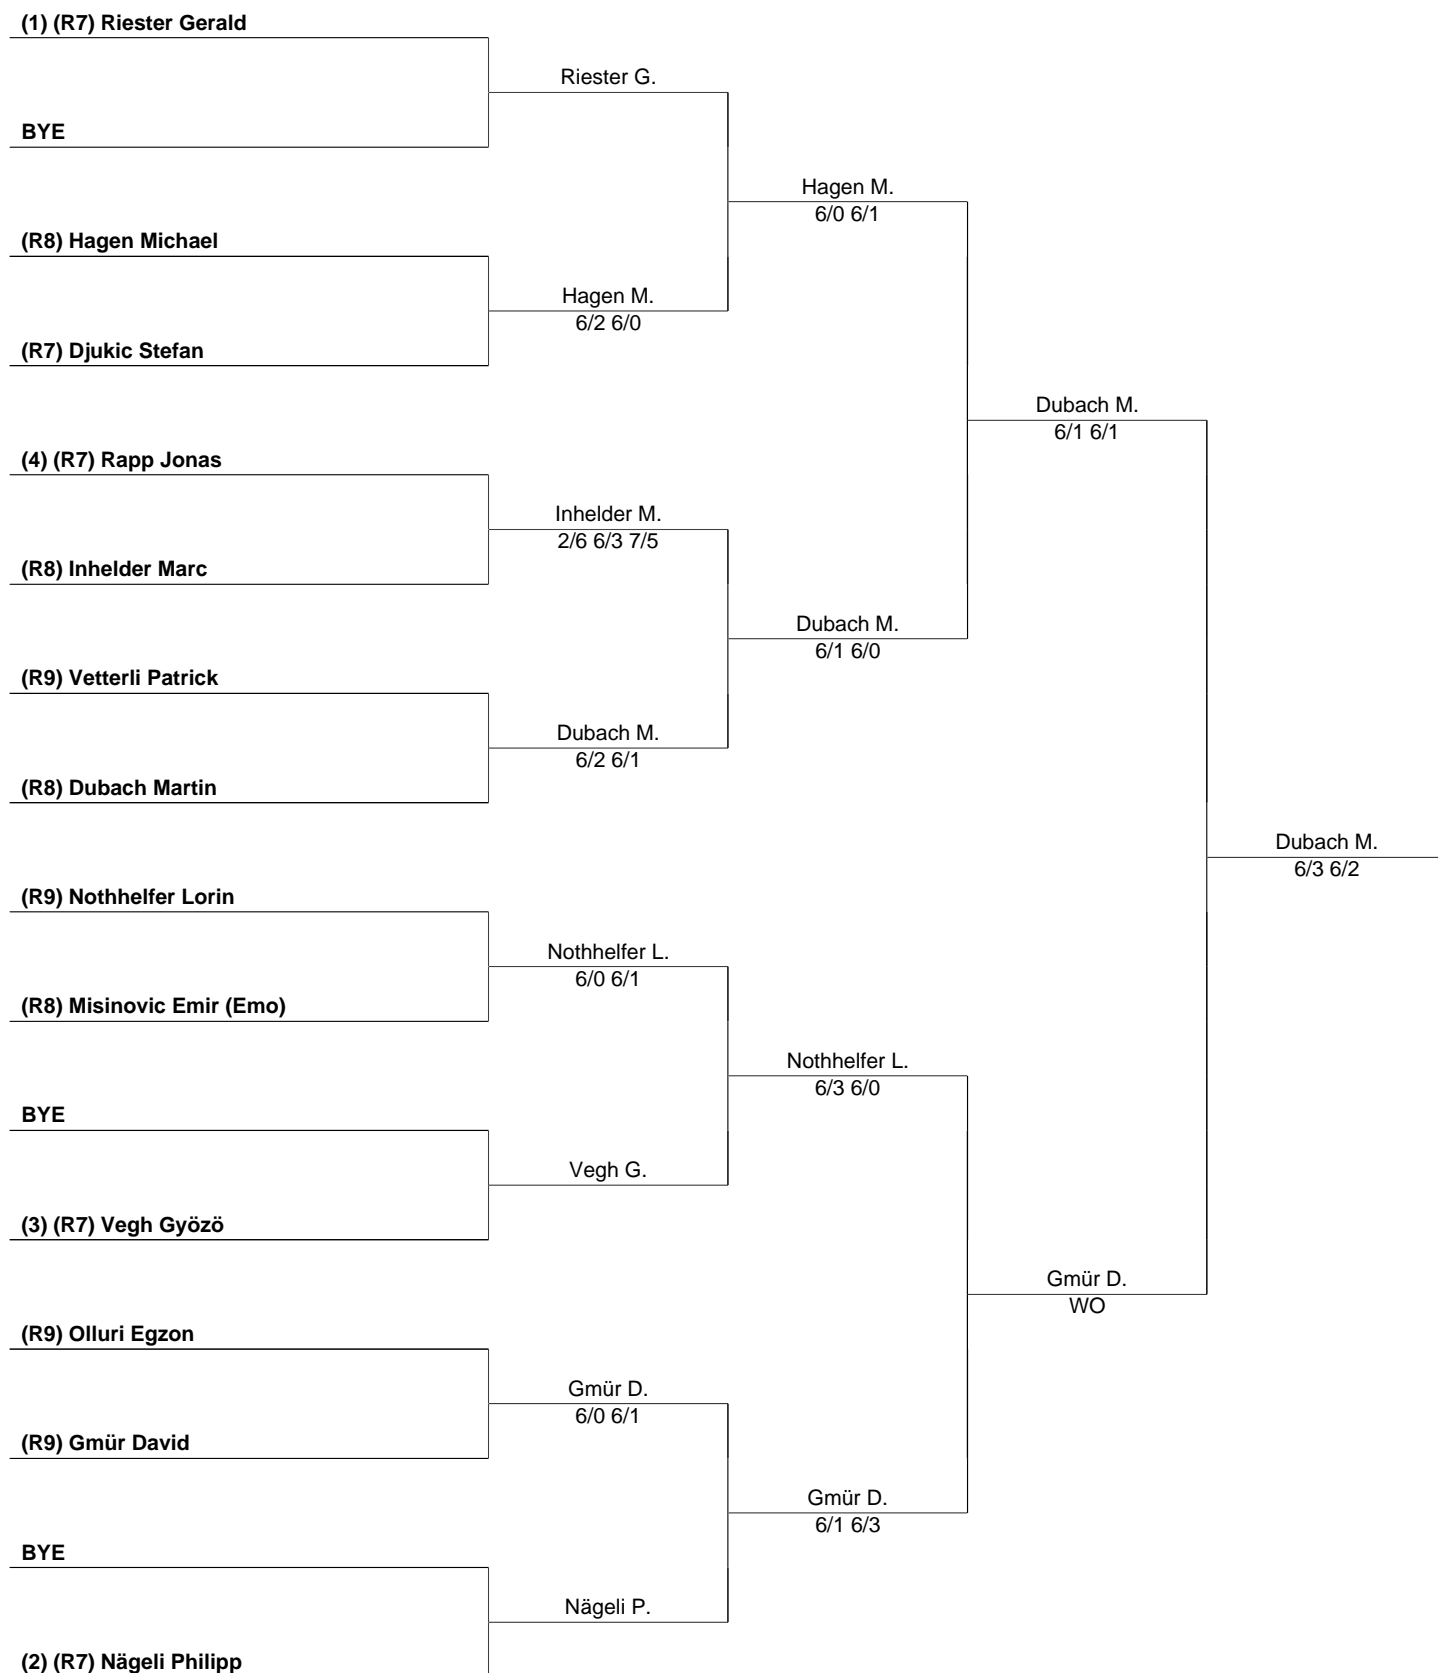 (1) (R7) Riester Gerald
Riester G.
BYE
Hagen M.
6/0 6/1
(R8) Hagen Michael
Hagen M.
6/2 6/0
(R7) Djukic Stefan
Dubach M.
6/1 6/1
(4) (R7) Rapp Jonas
Inhelder M.
2/6 6/3 7/5
(R8) Inhelder Marc
Dubach M.
6/1 6/0
(R9) Vetterli Patrick
Dubach M.
6/2 6/1
(R8) Dubach Martin
Dubach M.
6/3 6/2
(R9) Nothhelfer Lorin
Nothhelfer L.
6/0 6/1
(R8) Misinovic Emir (Emo)
Nothhelfer L.
6/3 6/0
BYE
Vegh G.
(3) (R7) Vegh Gyözö
Gmür D.
WO
(R9) Olluri Egzon
Gmür D.
6/0 6/1
(R9) Gmür David
Gmür D.
6/1 6/3
BYE
Nägeli P.
(2) (R7) Nägeli Philipp